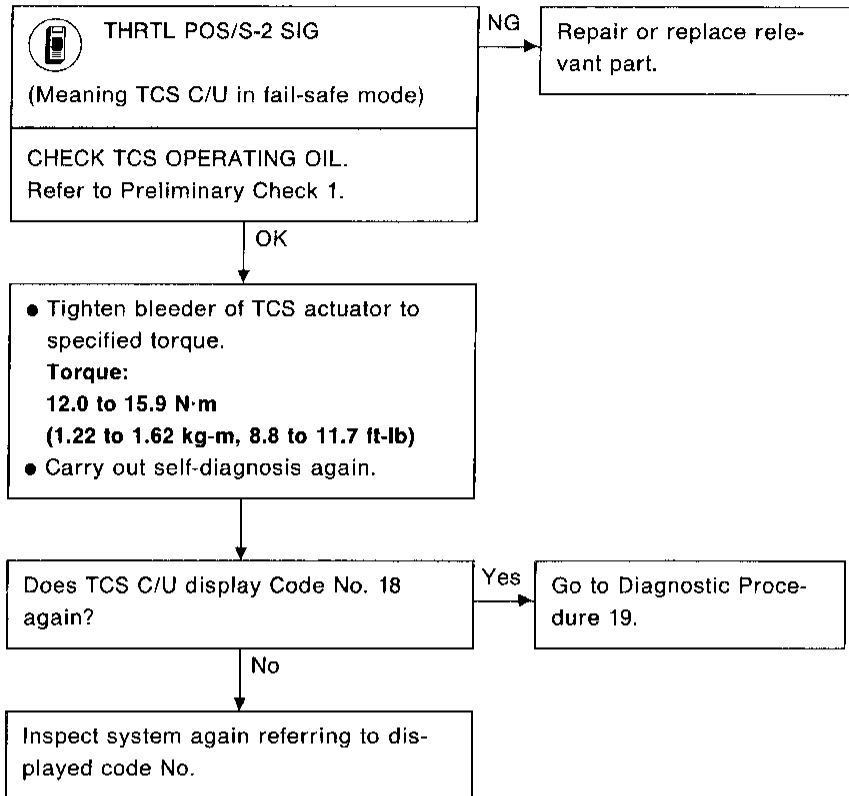 THRTL POS/S-2 SIG
(Meaning TCS C/U in fail-safe mode)
CHECK TCS OPERATING OIL.
Refer to Preliminary Check 1.
NG
Repair or replace rele-
vant part.
OK
● Tighten bleeder of TCS actuator to
specified torque.
Torque:
12.0 to 15.9 N·m
(1.22 to 1.62 kg-m, 8.8 to 11.7 ft-lb)
● Carry out self-diagnosis again.
Does TCS C/U display Code No. 18
again?
Yes
Go to Diagnostic Proce-
dure 19.
No
Inspect system again referring to dis-
played code No.